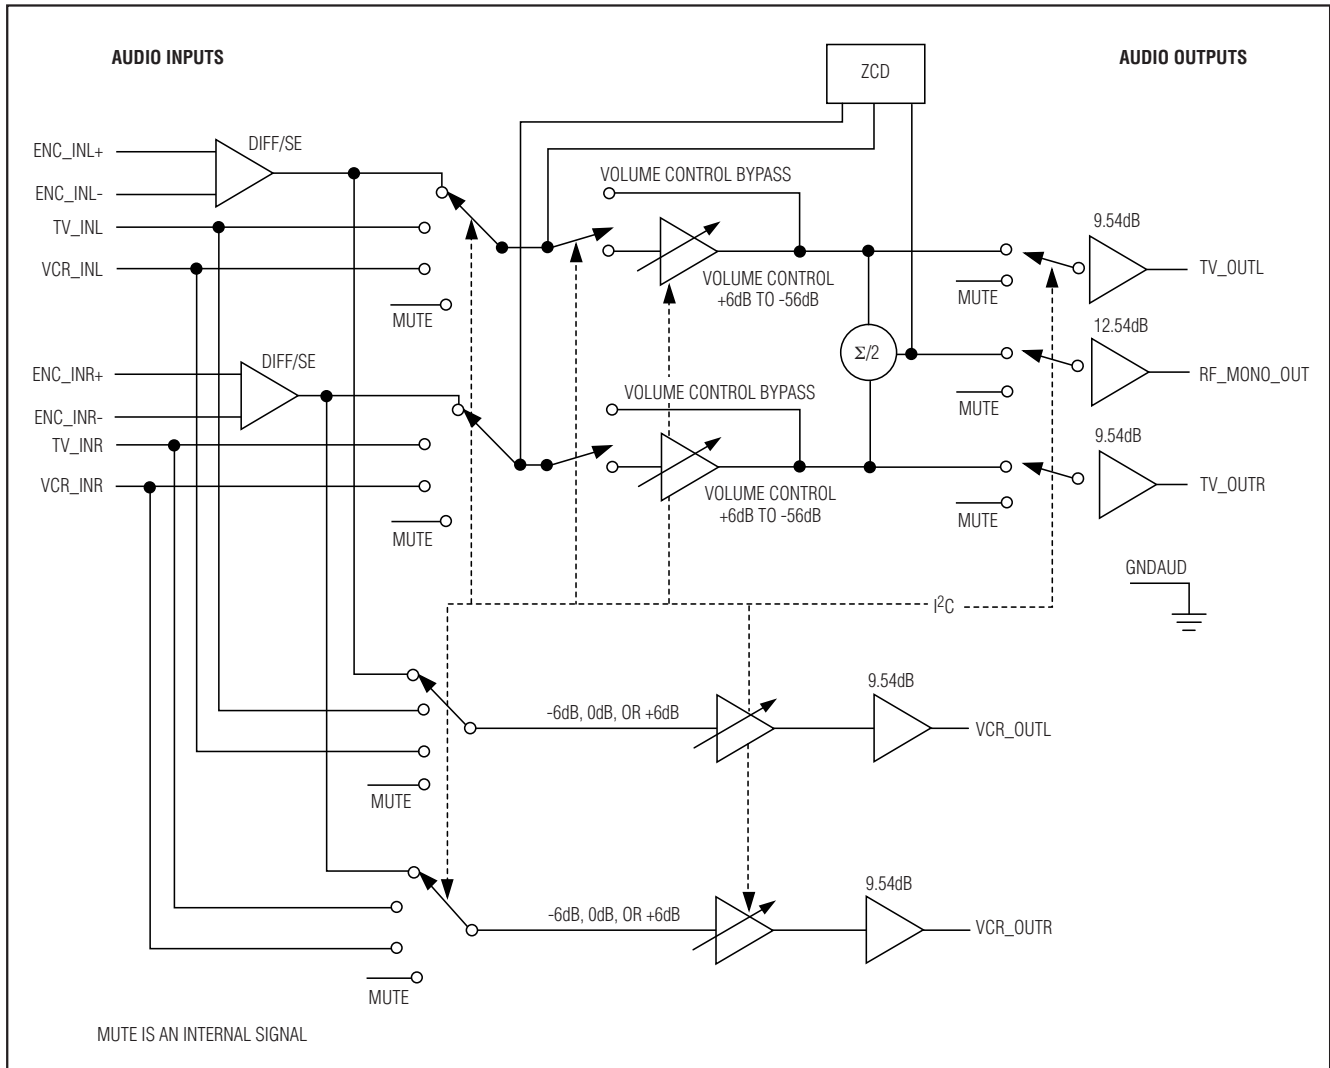 AUDIO INPUTS
AUDIO OUTPUTS
ZCD
DIFF/SE
ENC_INL+
ENC_INL-
TV_INL
VCR_INL
MUTE
VOLUME CONTROL BYPASS
VOLUME CONTROL
+6dB TO -56dB
9.54dB
TV_OUTL
MUTE
12.54dB
Σ/2
RF_MONO_OUT
MUTE
DIFF/SE
ENC_INR+
ENC_INR-
TV_INR
VCR_INR
MUTE
VOLUME CONTROL BYPASS
VOLUME CONTROL
+6dB TO -56dB
9.54dB
TV_OUTR
MUTE
GNDAUD
I²C
-6dB, 0dB, OR +6dB
9.54dB
VCR_OUTL
MUTE
-6dB, 0dB, OR +6dB
9.54dB
VCR_OUTR
MUTE
MUTE IS AN INTERNAL SIGNAL